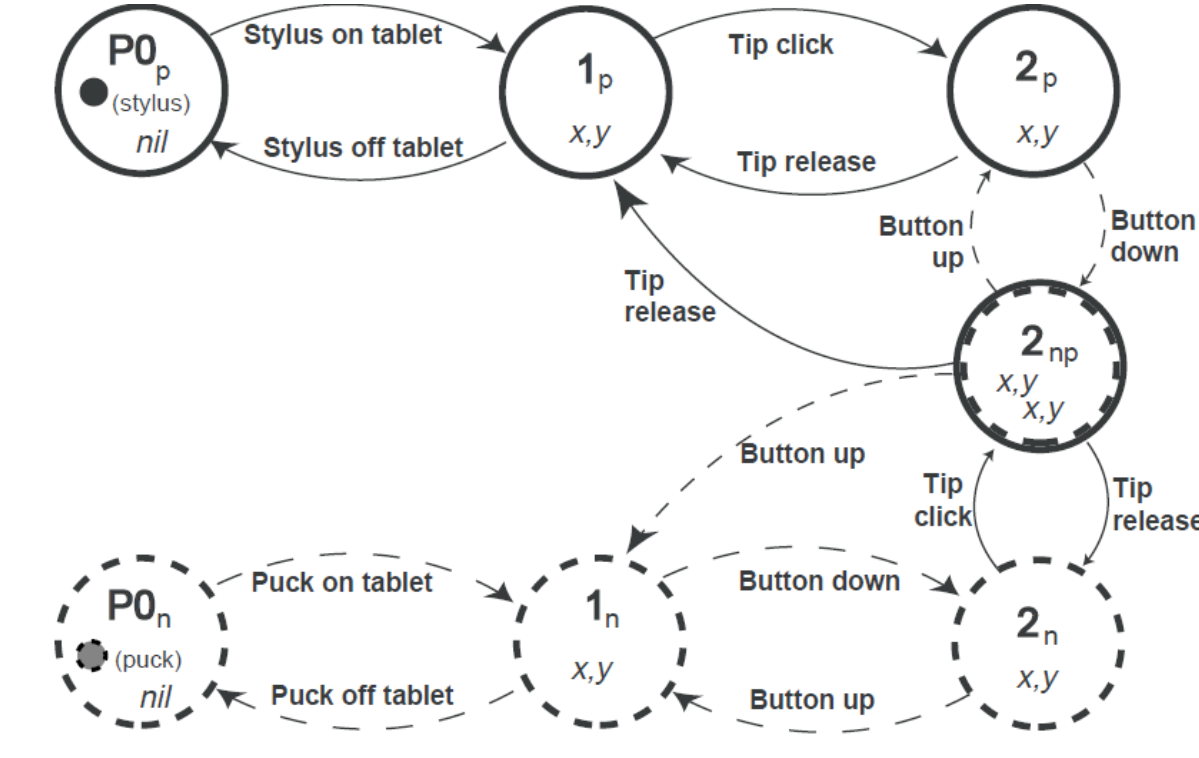 P0p
(stylus)
nil
Stylus on tablet
Stylus off tablet
1p
x,y
Tip click
Tip release
2p
x,y
Button
up
Button
down
Tip
release
2np
x,y
x,y
Button up
Tip
click
Tip
release
P0n
(puck)
nil
Puck on tablet
Puck off tablet
1n
x,y
Button down
Button up
2n
x,y